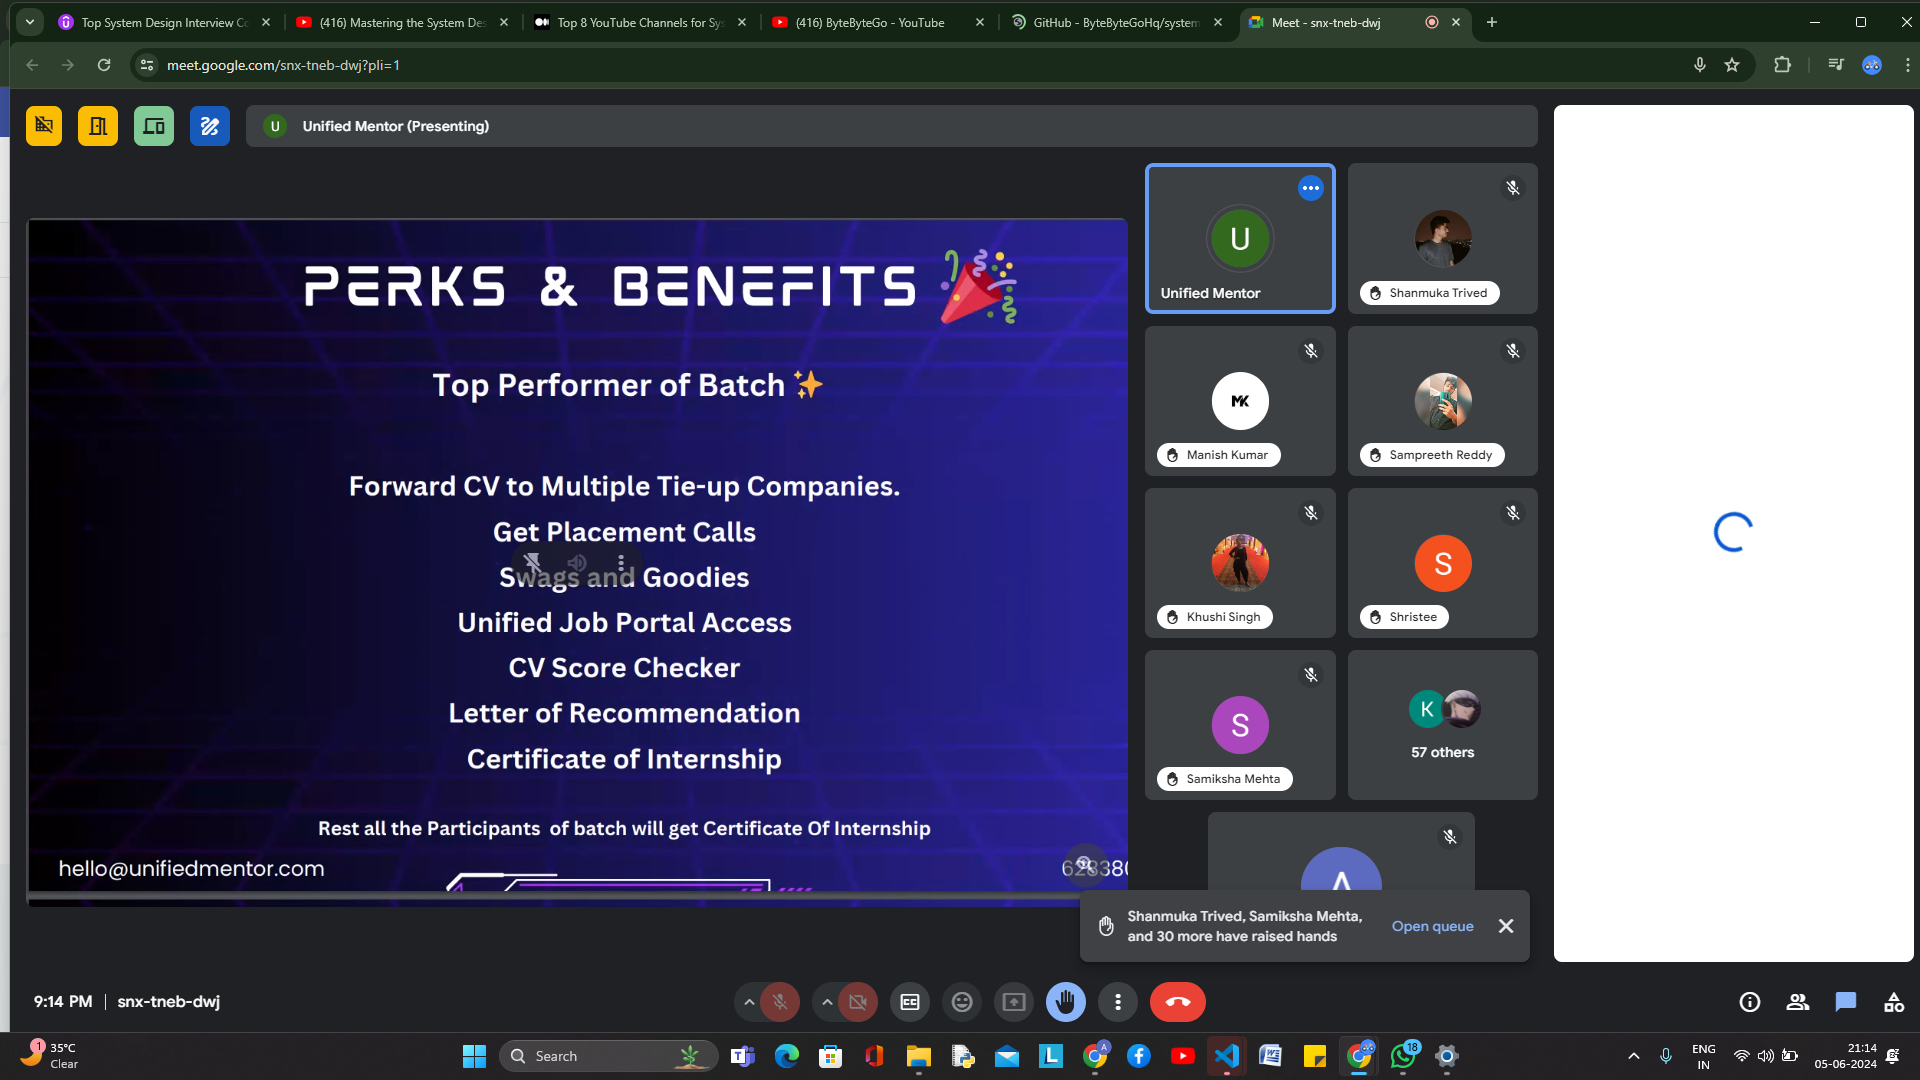 Top System Design Interview Co
(416) Mastering the System Des
Top 8 YouTube Channels for Sys
(416) ByteByteGo - YouTube
GitHub - ByteByteGoHq/system
Meet - snx-tneb-dwj
meet.google.com/snx-tneb-dwj?pli=1
U
Unified Mentor (Presenting)
PERKS & BENEFITS
Top Performer of Batch
Forward CV to Multiple Tie-up Companies.
Get Placement Calls
Swags and Goodies
Unified Job Portal Access
CV Score Checker
Letter of Recommendation
Certificate of Internship
Rest all the Participants of batch will get Certificate Of Internship
hello@unifiedmentor.com
U
Unified Mentor
Shanmuka Trived
MK
Manish Kumar
Sampreeth Reddy
Khushi Singh
S
Shristee
S
Samiksha Mehta
K
57 others
A
Shanmuka Trived, Samiksha Mehta,
and 30 more have raised hands
Open queue
9:14 PM
snx-tneb-dwj
1
35°C
Clear
Search
A
18
ENG
IN
21:14
05-06-2024